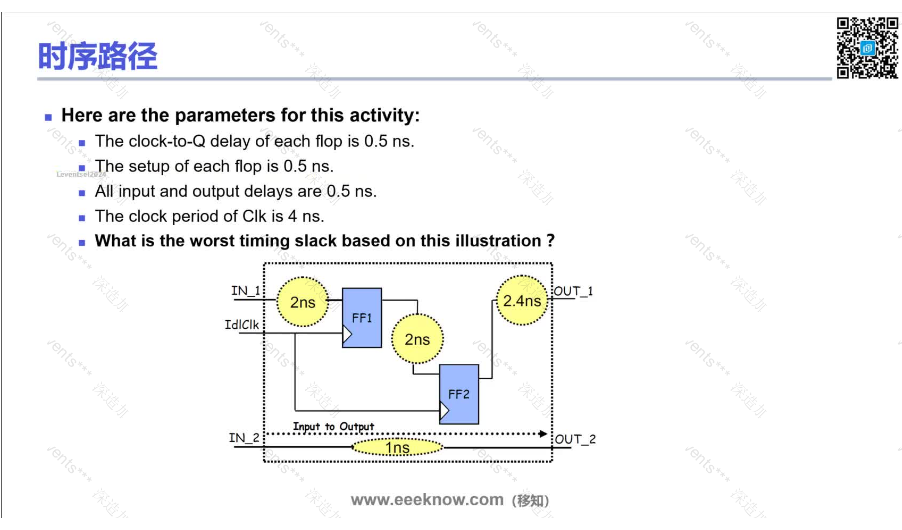 时序路径
Here are the parameters for this activity:
The clock-to-Q delay of each flop is 0.5 ns.
The setup of each flop is 0.5 ns.
Leventsel2024
All input and output delays are 0.5 ns.
The clock period of Clk is 4 ns.
What is the worst timing slack based on this illustration ?
IN_1
2ns
FF1
2.4ns
OUT_1
IdlClk
2ns
FF2
Input to Output
IN_2
1ns
OUT_2
www.eeeknow.com（移知）